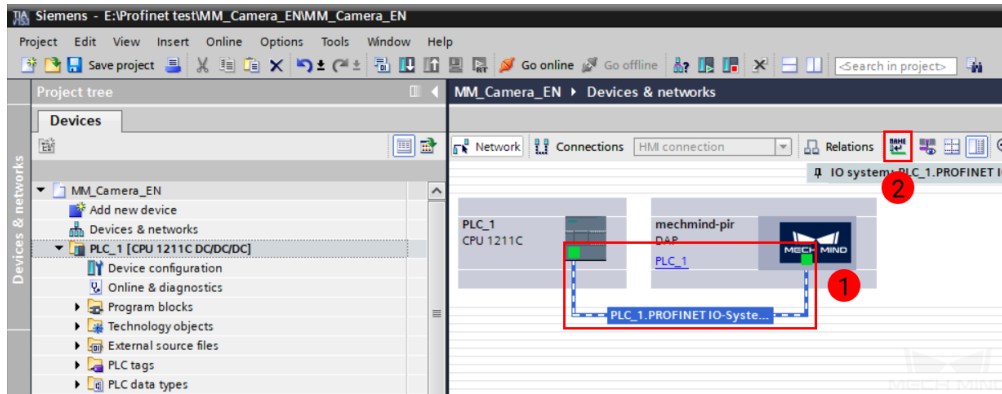 Siemens - E:\Profinet test\MM_Camera_EN\MM_Camera_EN
Project Edit View Insert Online Options Tools Window Help
Save project Go online Go offline <Search in project>
Project tree
MM_Camera_EN ▸ Devices & networks
Devices
Network Connections HMI connection Relations
2
IO system: PLC_1.PROFINET I
Devices & networks
MM_Camera_EN
Add new device
Devices & networks
PLC_1 [CPU 1211C DC/DC/DC]
Device configuration
Online & diagnostics
Program blocks
Technology objects
External source files
PLC tags
PLC data types
PLC_1
CPU 1211C
mechmind-pir
DAP
PLC_1
MECH MIND
1
PLC_1.PROFINET IO-Syste...
MECH MIND